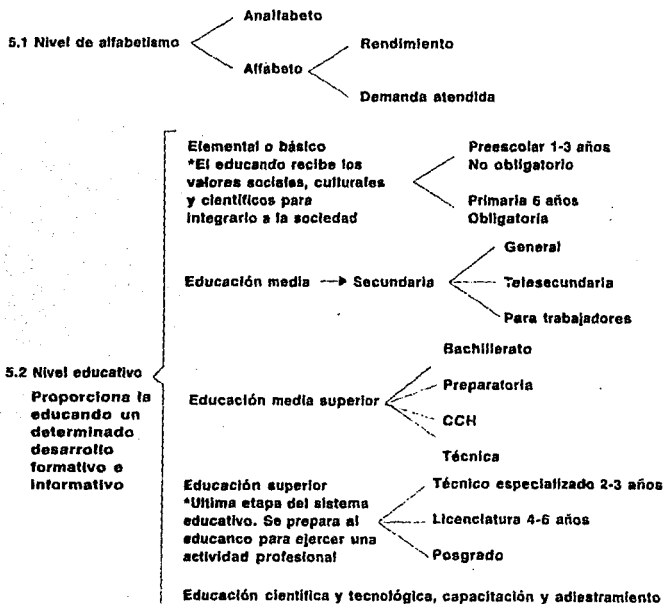 Analfabeto
5.1 Nivel de alfabetismo
Alfabeto
Rendimiento
Demanda atendida
5.2 Nivel educativo
Proporciona la
educando un
determinado
desarrollo
formativo e
informativo
Elemental o básico
*El educando recibe los
valores sociales, culturales
y científicos para
integrarlo a la sociedad
Preescolar 1-3 años
No obligatorio
Primaria 6 años
Obligatoria
Educación media → Secundaria
General
Telesecundaria
Para trabajadores
Educación media superior
Bachillerato
Preparatoria
CCH
Técnica
Educación superior
*Ultima etapa del sistema
educativo. Se prepara al
educanco para ejercer una
actividad profesional
Técnico especializado 2-3 años
Licenciatura 4-6 años
Posgrado
Educación científica y tecnológica, capacitación y adiestramiento